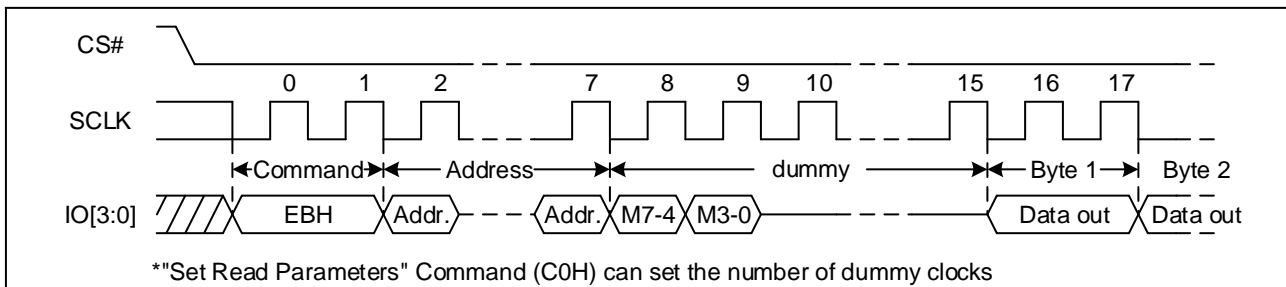 CS#
0 1 2 7 8 9 10 15 16 17
SCLK
Command Address dummy Byte 1 Byte 2
IO[3:0] EBH Addr. Addr. M7-4 M3-0 Data out Data out
*"Set Read Parameters" Command (C0H) can set the number of dummy clocks